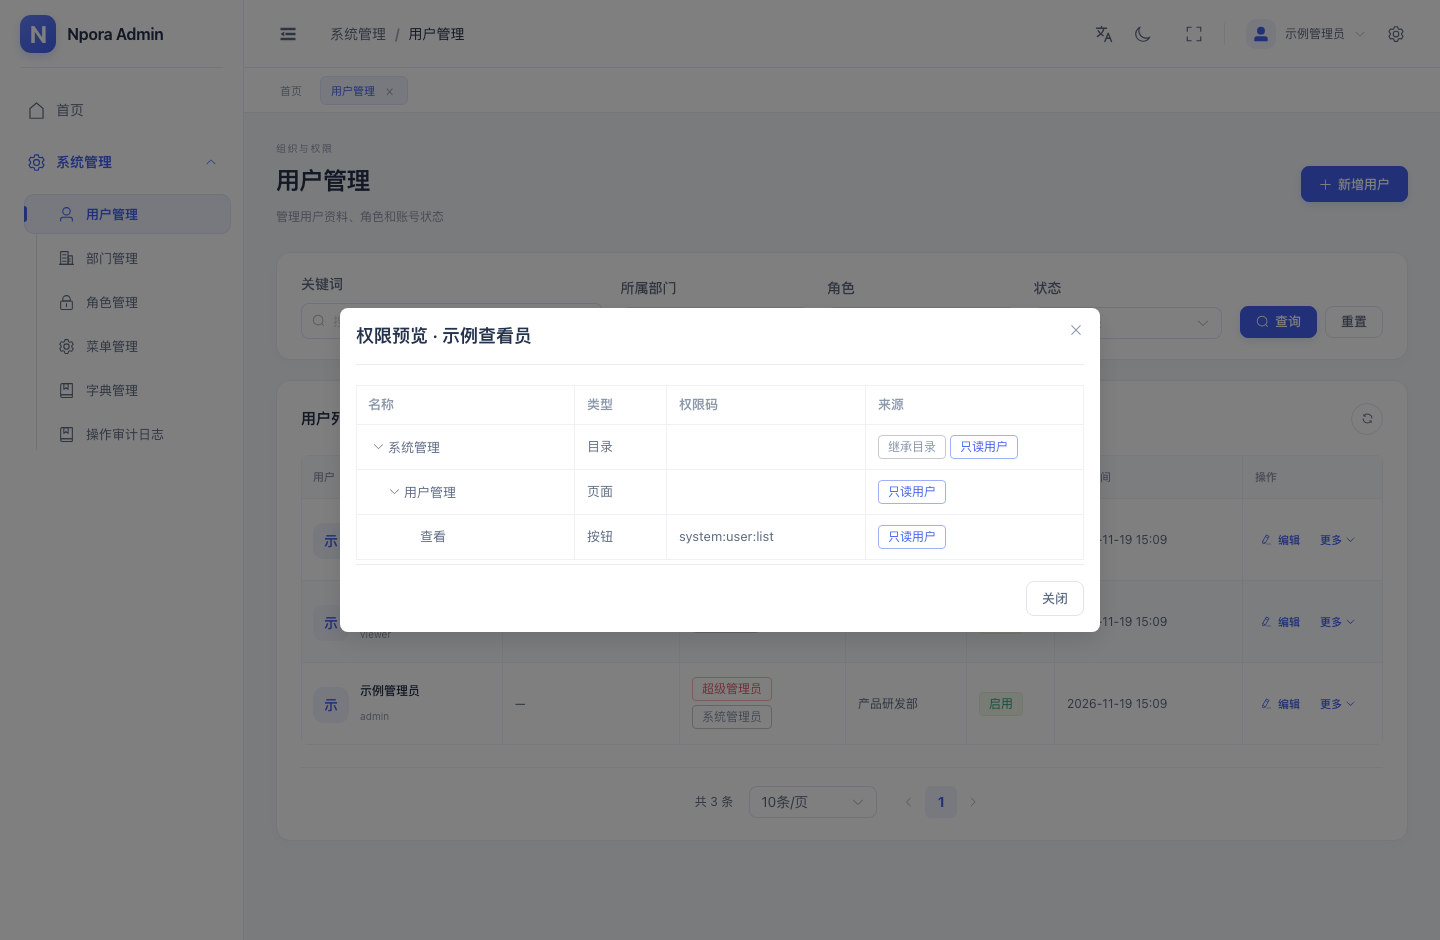 N Npora Admin
系统管理 / 用户管理
示例管理员
首页
用户管理
首页
系统管理
用户管理
部门管理
角色管理
菜单管理
字典管理
操作审计日志
组织与权限
用户管理
管理用户资料、角色和账号状态
新增用户
关键词
所属部门
角色
状态
查询
重置
权限预览 · 示例查看员
名称 类型 权限码 来源
系统管理 目录 继承目录 只读用户
用户管理 页面 只读用户
查看 按钮 system:user:list 只读用户
关闭
用户
操作
示 -11-19 15:09 编辑 更多
示 viewer -11-19 15:09 编辑 更多
示 示例管理员
admin
—
超级管理员
系统管理员
产品研发部
启用
2026-11-19 15:09
编辑 更多
共 3 条
10条/页
1